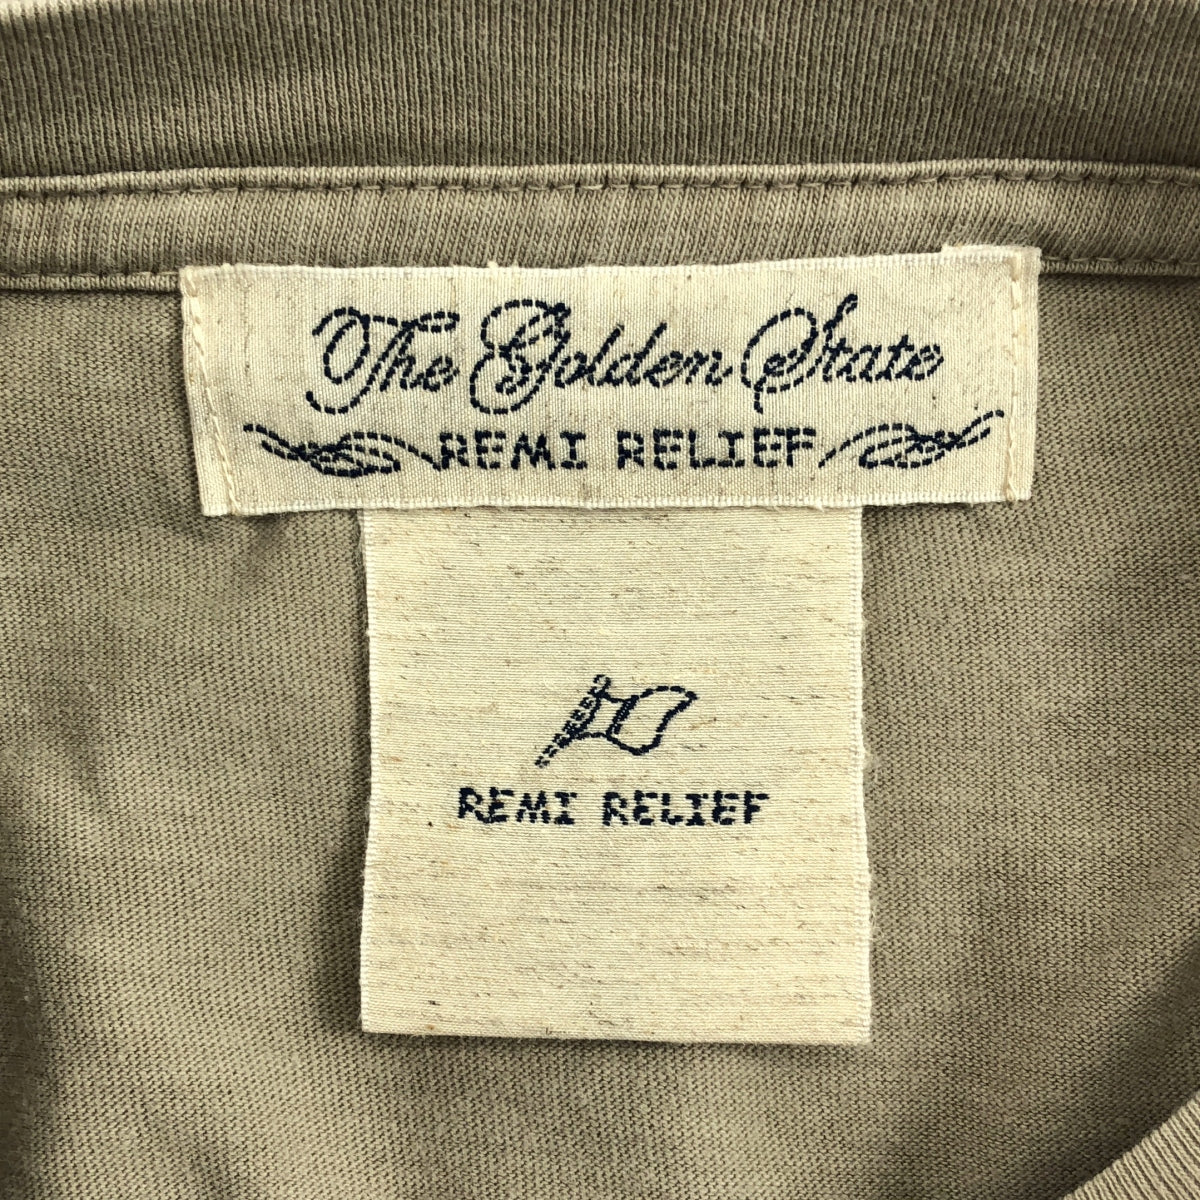 The Golden State
REMI RELIEF
REMI RELIEF